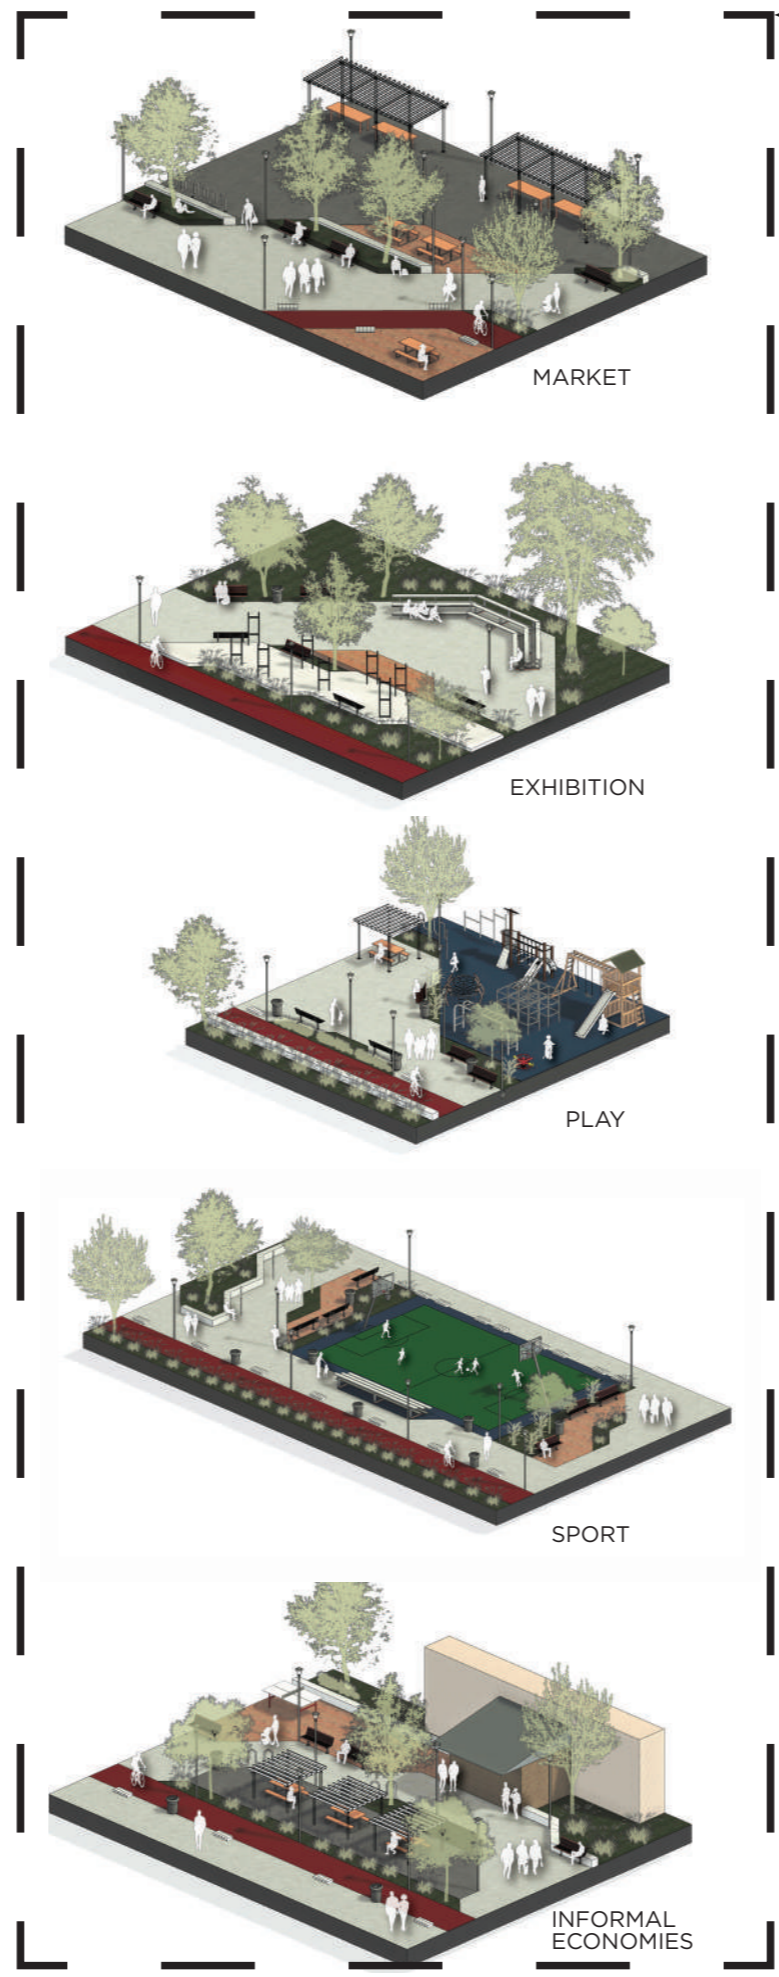 MARKET
EXHIBITION
PLAY
SPORT
INFORMAL
ECONOMIES